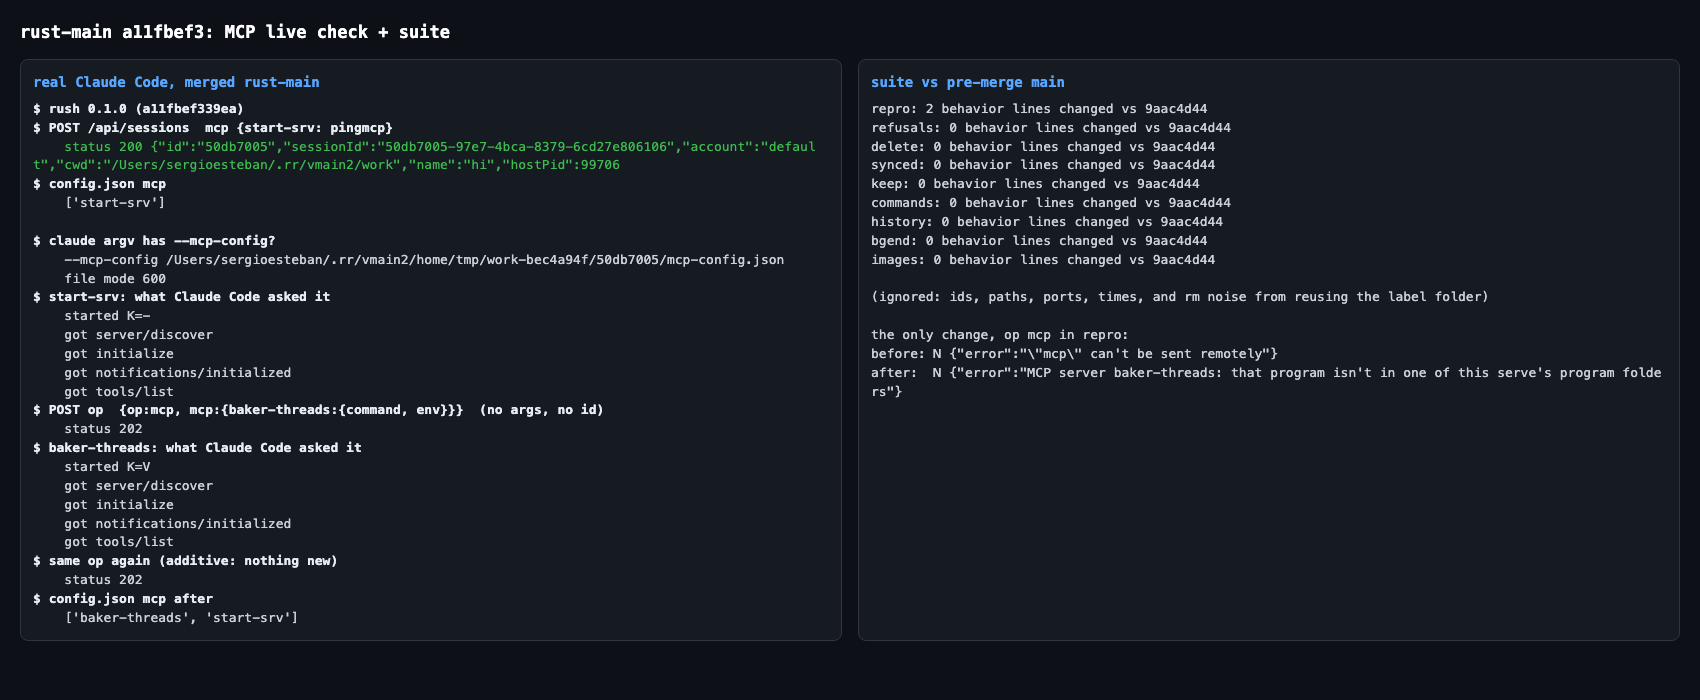 rust-main a11fbef3: MCP live check + suite
real Claude Code, merged rust-main
$ rush 0.1.0 (a11fbef339ea)
$ POST /api/sessions  mcp {start-srv: pingmcp}
status 200 {"id":"50db7005","sessionId":"50db7005-97e7-4bca-8379-6cd27e806106","account":"defaul
t","cwd":"/Users/sergioesteban/.rr/vmain2/work","name":"hi","hostPid":99706
$ config.json mcp
['start-srv']
$ claude argv has --mcp-config?
--mcp-config /Users/sergioesteban/.rr/vmain2/home/tmp/work-bec4a94f/50db7005/mcp-config.json
file mode 600
$ start-srv: what Claude Code asked it
started K=-
got server/discover
got initialize
got notifications/initialized
got tools/list
$ POST op  {op:mcp, mcp:{baker-threads:{command, env}}}  (no args, no id)
status 202
$ baker-threads: what Claude Code asked it
started K=V
got server/discover
got initialize
got notifications/initialized
got tools/list
$ same op again (additive: nothing new)
status 202
$ config.json mcp after
['baker-threads', 'start-srv']
suite vs pre-merge main
repro: 2 behavior lines changed vs 9aac4d44
refusals: 0 behavior lines changed vs 9aac4d44
delete: 0 behavior lines changed vs 9aac4d44
synced: 0 behavior lines changed vs 9aac4d44
keep: 0 behavior lines changed vs 9aac4d44
commands: 0 behavior lines changed vs 9aac4d44
history: 0 behavior lines changed vs 9aac4d44
bgend: 0 behavior lines changed vs 9aac4d44
images: 0 behavior lines changed vs 9aac4d44
(ignored: ids, paths, ports, times, and rm noise from reusing the label folder)
the only change, op mcp in repro:
before: N {"error":"\"mcp\" can't be sent remotely"}
after:  N {"error":"MCP server baker-threads: that program isn't in one of this serve's program folde
rs"}